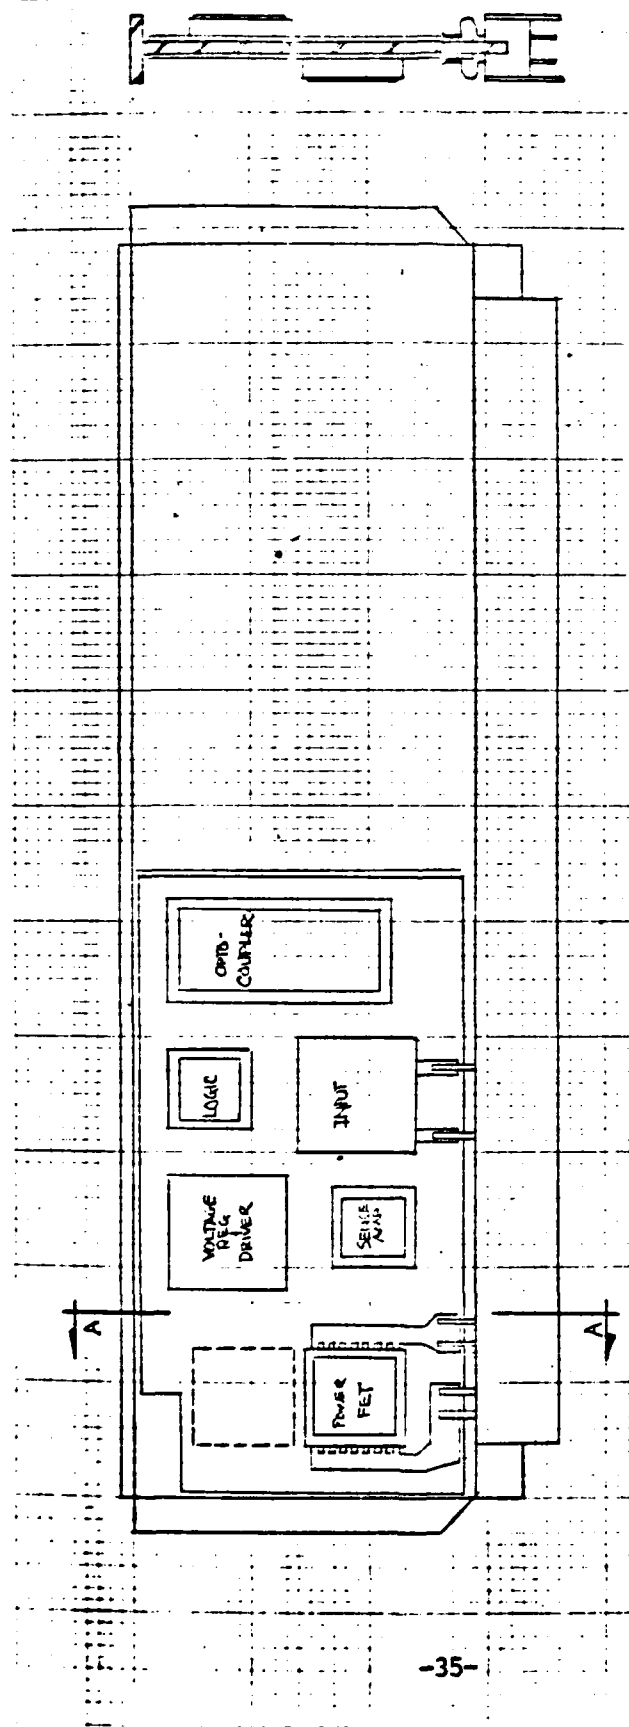 OPTO-
COUPLER
LOGIC
INPUT
VOLTAGE
REG
DRIVER
SENSE
AMP
A
A
POWER
FET
-35-